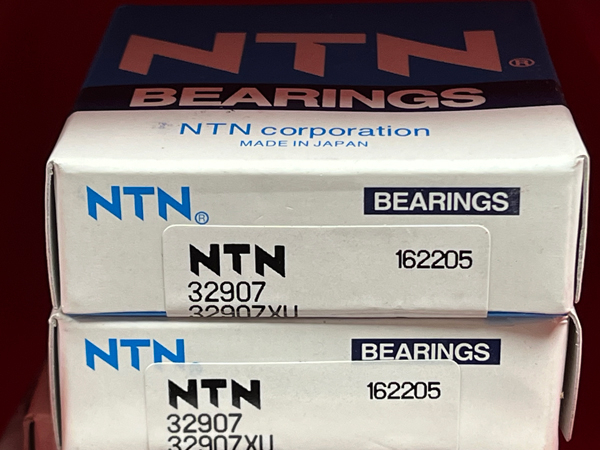 NTN®
BEARINGS
NTN corporation
MADE IN JAPAN
NTN® BEARINGS
NTN 162205
32907
32907XU
NTN BEARINGS
NTN 162205
32907
32907XU